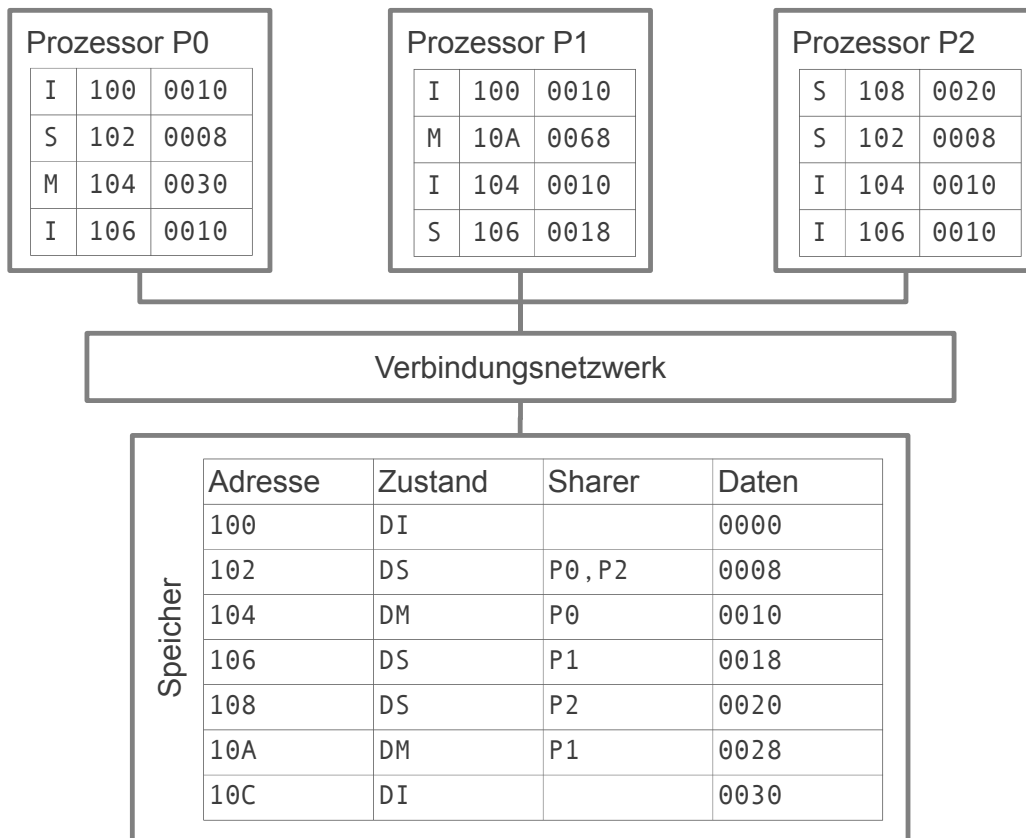 Prozessor P0
I 100 0010
S 102 0008
M 104 0030
I 106 0010
Prozessor P1
I 100 0010
M 10A 0068
I 104 0010
S 106 0018
Prozessor P2
S 108 0020
S 102 0008
I 104 0010
I 106 0010
Verbindungsnetzwerk
Speicher
Adresse Zustand Sharer Daten
100 DI 0000
102 DS P0,P2 0008
104 DM P0 0010
106 DS P1 0018
108 DS P2 0020
10A DM P1 0028
10C DI 0030